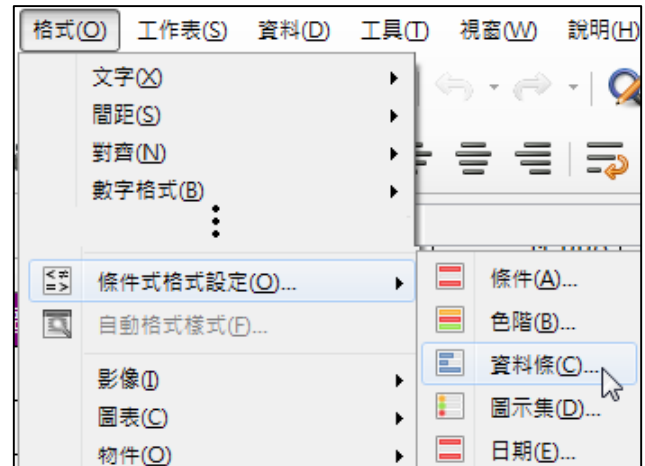 格式(O) 工作表(S) 資料(D) 工具(T) 視窗(W) 說明(H)
文字(X)
間距(S)
對齊(N)
數字格式(B)
條件式格式設定(O)...
條件(A)...
自動格式樣式(F)...
色階(B)...
資料條(C)...
影像(I)
圖示集(D)...
圖表(C)
日期(E)...
物件(O)